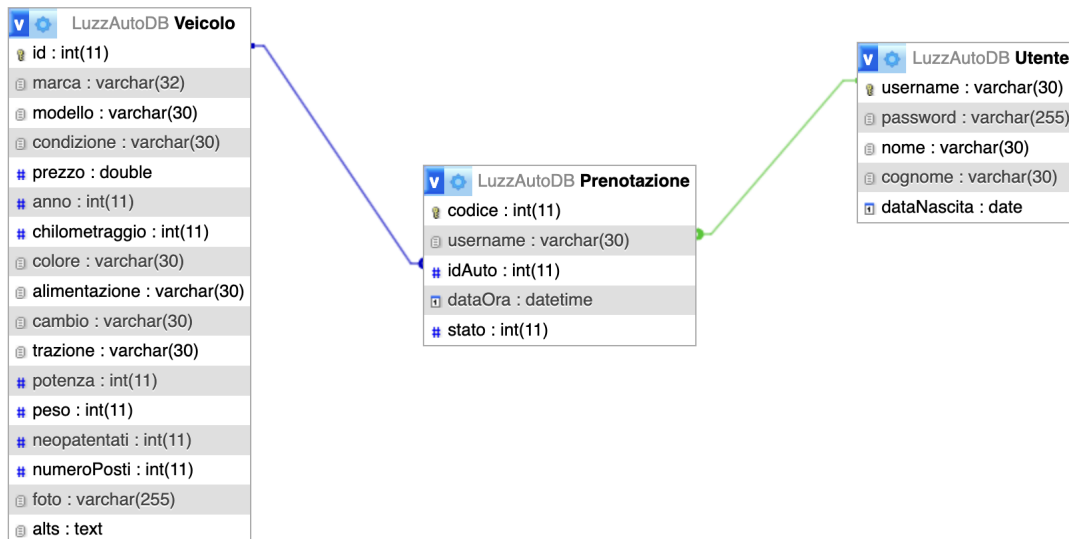 LuzzAutoDB Veicolo
id : int(11)
marca : varchar(32)
modello : varchar(30)
condizione : varchar(30)
prezzo : double
anno : int(11)
chilometraggio : int(11)
colore : varchar(30)
alimentazione : varchar(30)
cambio : varchar(30)
trazione : varchar(30)
potenza : int(11)
peso : int(11)
neopatentati : int(11)
numeroPosti : int(11)
foto : varchar(255)
alts : text
LuzzAutoDB Prenotazione
codice : int(11)
username : varchar(30)
idAuto : int(11)
dataOra : datetime
stato : int(11)
LuzzAutoDB Utente
username : varchar(30)
password : varchar(255)
nome : varchar(30)
cognome : varchar(30)
dataNascita : date